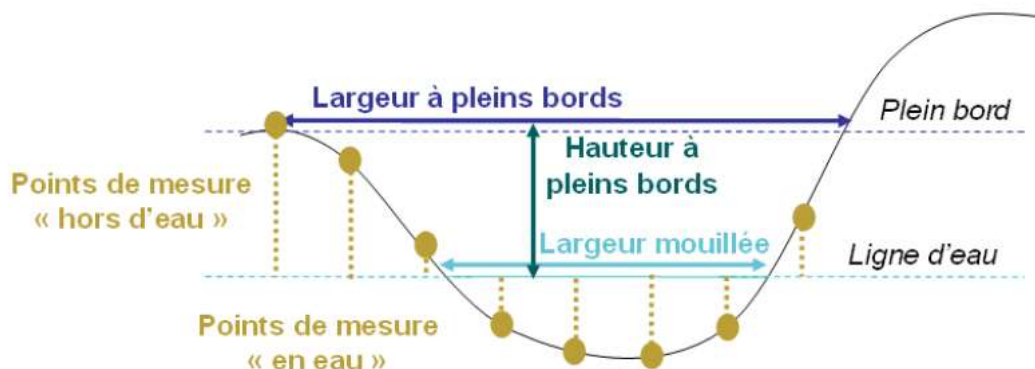 Largeur à pleins bords
Plein bord
Hauteur à
pleins bords
Points de mesure
« hors d'eau »
Largeur mouillée
Ligne d'eau
Points de mesure
« en eau »